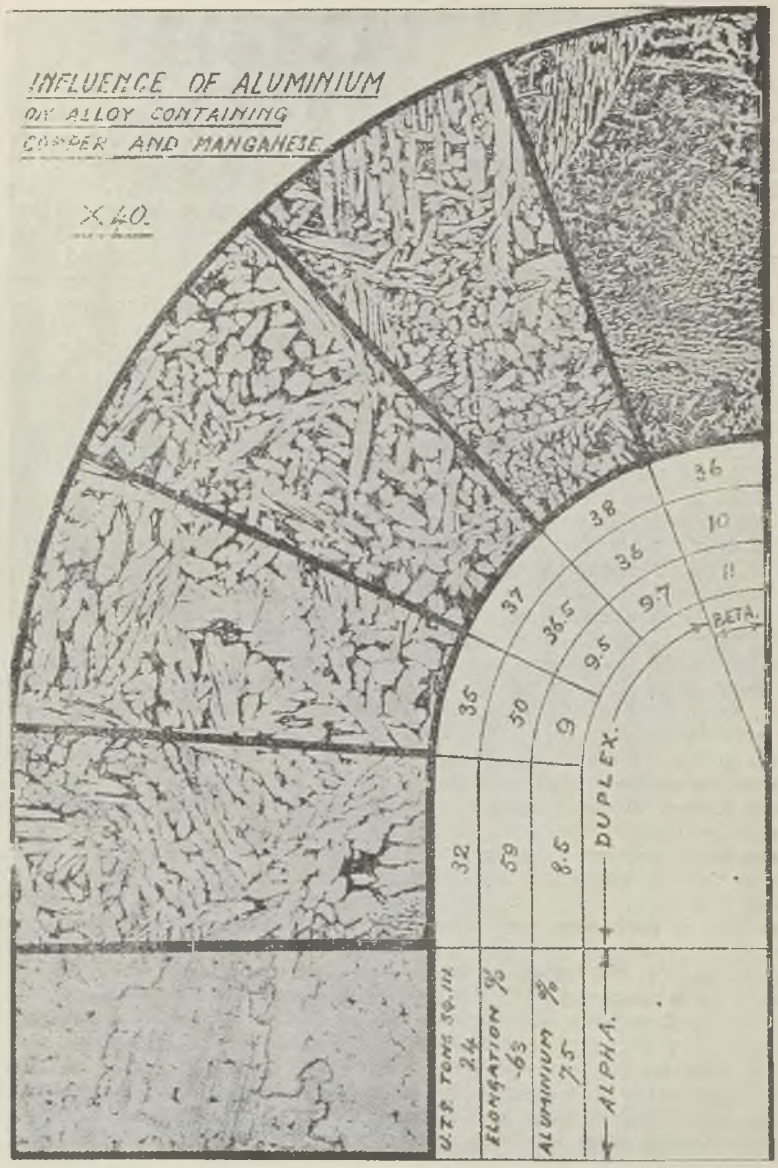 INFLUENCE OF ALUMINIUM
ON ALLOY CONTAINING
COPPER AND MANGANESE.
X 40.
36
10
11
BETA.
38
36
9.7
37
36.5
9.5
35
50
9
32
59
8.5
DUPLEX.
U.T.S. TONS SQ.IN.
24
ELONGATION %
63
ALUMINIUM %
7.5
ALPHA.